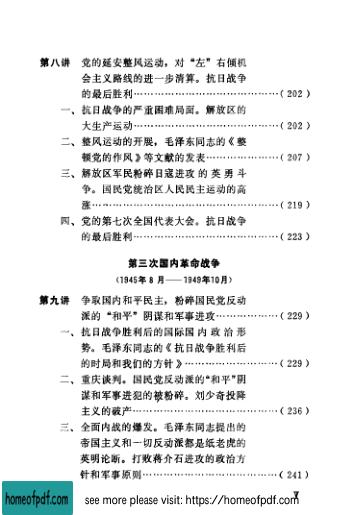 第八讲 党的延安整风运动，对“左”右倾机
会主义路线的进一步清算。抗日战争
的最后胜利……………………………………（202）
一、抗日战争的严重困难局面。解放区的
大生产运动……………………………………（202）
二、整风运动的开展，毛泽东同志的《整
顿党的作风》等文献的发表…………………（207）
三、解放区军民粉碎日寇进攻的英勇斗
争。国民党统治区人民民主运动的高
涨………………………………………………（219）
四、党的第七次全国代表大会。抗日战争
的最后胜利……………………………………（223）
第三次国内革命战争
（1945年8月——1949年10月）
第九讲 争取国内和平民主，粉碎国民党反动
派的“和平”阴谋和军事进攻………………（229）
一、抗日战争胜利后的国际国内政治形
势。毛泽东同志的《抗日战争胜利后
的时局和我们的方针》………………………（229）
二、重庆谈判。国民党反动派的“和平”阴
谋和军事进犯的被粉碎。刘少奇投降
主义的破产……………………………………（236）
三、全面内战的爆发。毛泽东同志提出的
帝国主义和一切反动派都是纸老虎的
英明论断。打败蒋介石进攻的政治方
针和军事原则…………………………………（241）
homeofpdf.com see more please visit: https://homeofpdf.com